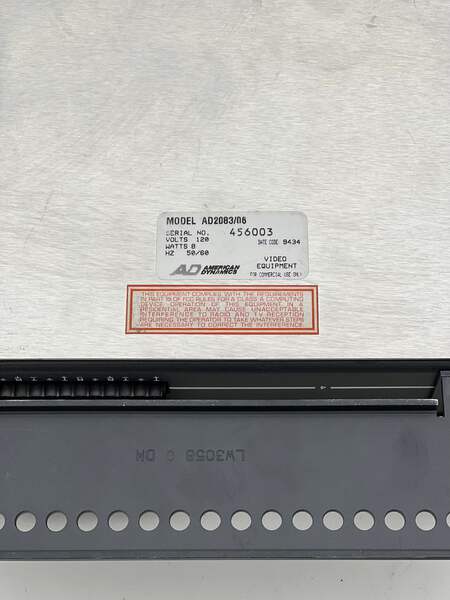 MODEL AD2083/06
SERIAL NO. 456003
VOLTS 120 DATE CODE 9434
WATTS 8
HZ 50/60 VIDEO
EQUIPMENT
AD AMERICAN DYNAMICS FOR COMMERCIAL USE ONLY
THIS EQUIPMENT COMPLIES WITH THE REQUIREMENTS
IN PART 15 OF FCC RULES FOR A CLASS A COMPUTING
DEVICE. OPERATION OF THIS EQUIPMENT IN A
RESIDENTIAL AREA MAY CAUSE UNACCEPTABLE
INTERFERENCE TO RADIO AND T.V. RECEPTION
REQUIRING THE OPERATOR TO TAKE WHATEVER STEPS
ARE NECESSARY TO CORRECT THE INTERFERENCE.
LW3058 DM